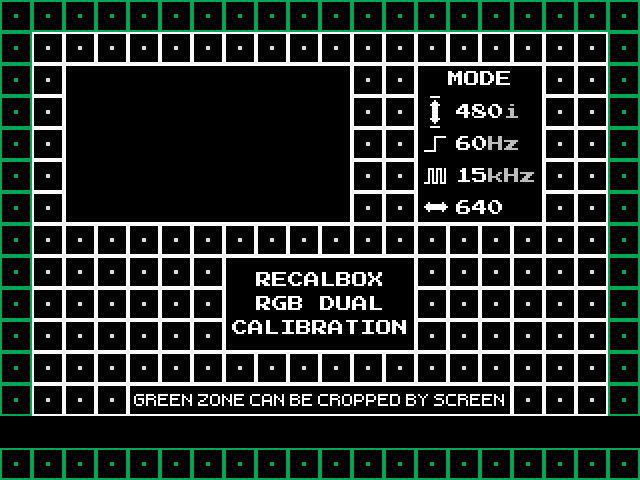 MODE
480i
60Hz
15kHz
640
RECALBOX
RGB DUAL
CALIBRATION
GREEN ZONE CAN BE CROPPED BY SCREEN